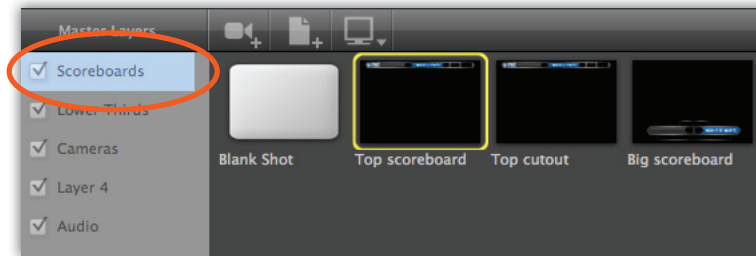 Master Layers
Scoreboards
Lower Thirds
Cameras
Layer 4
Audio
Blank Shot
Top scoreboard
Top cutout
Big scoreboard